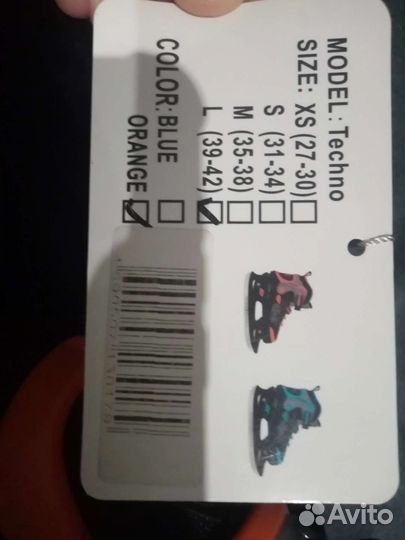 MODEL: Techno
SIZE: XS (27-30)
S (31-34)
M (35-38)
L (39-42)
COLOR: BLUE
ORANGE
Avito